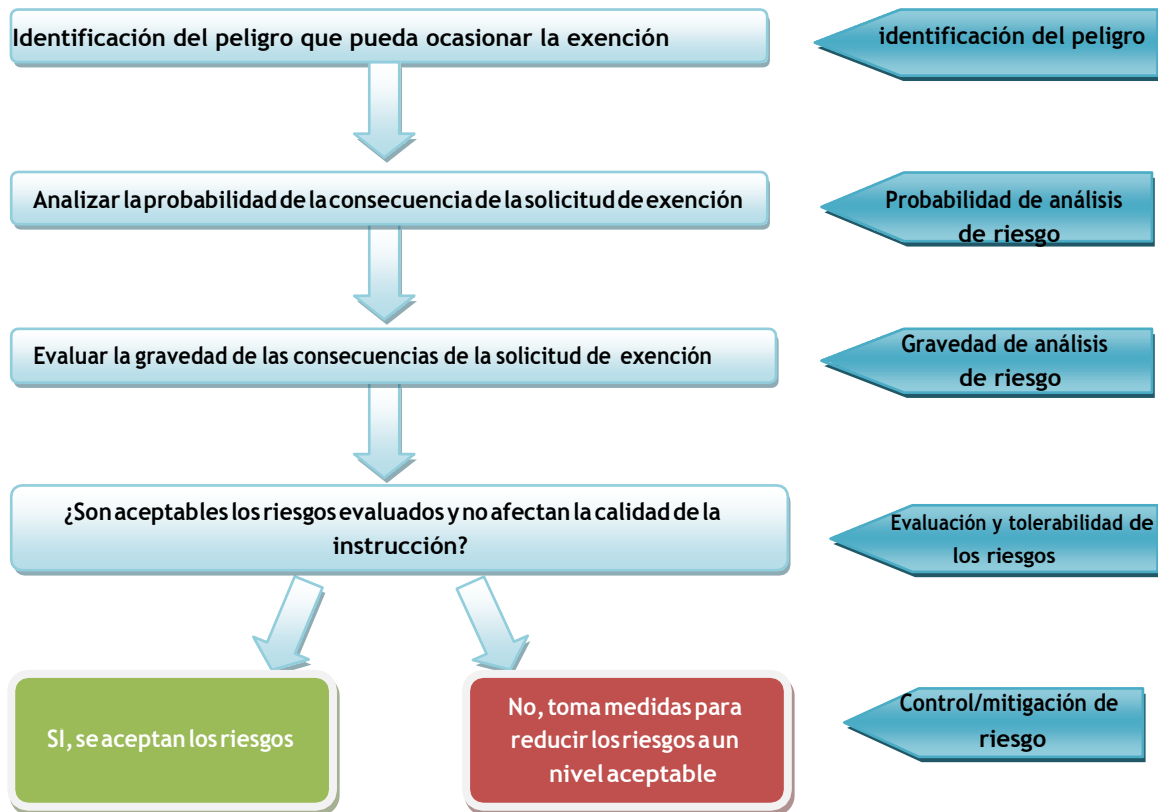 Identificación del peligro que pueda ocasionar la exención
identificación del peligro
Analizar la probabilidad de la consecuencia de la solicitud de exención
Probabilidad de análisis
de riesgo
Evaluar la gravedad de las consecuencias de la solicitud de exención
Gravedad de análisis
de riesgo
¿Son aceptables los riesgos evaluados y no afectan la calidad de la
instrucción?
Evaluación y tolerabilidad de
los riesgos
SI, se aceptan los riesgos
No, toma medidas para
reducir los riesgos a un
nivel aceptable
Control/mitigación de
riesgo